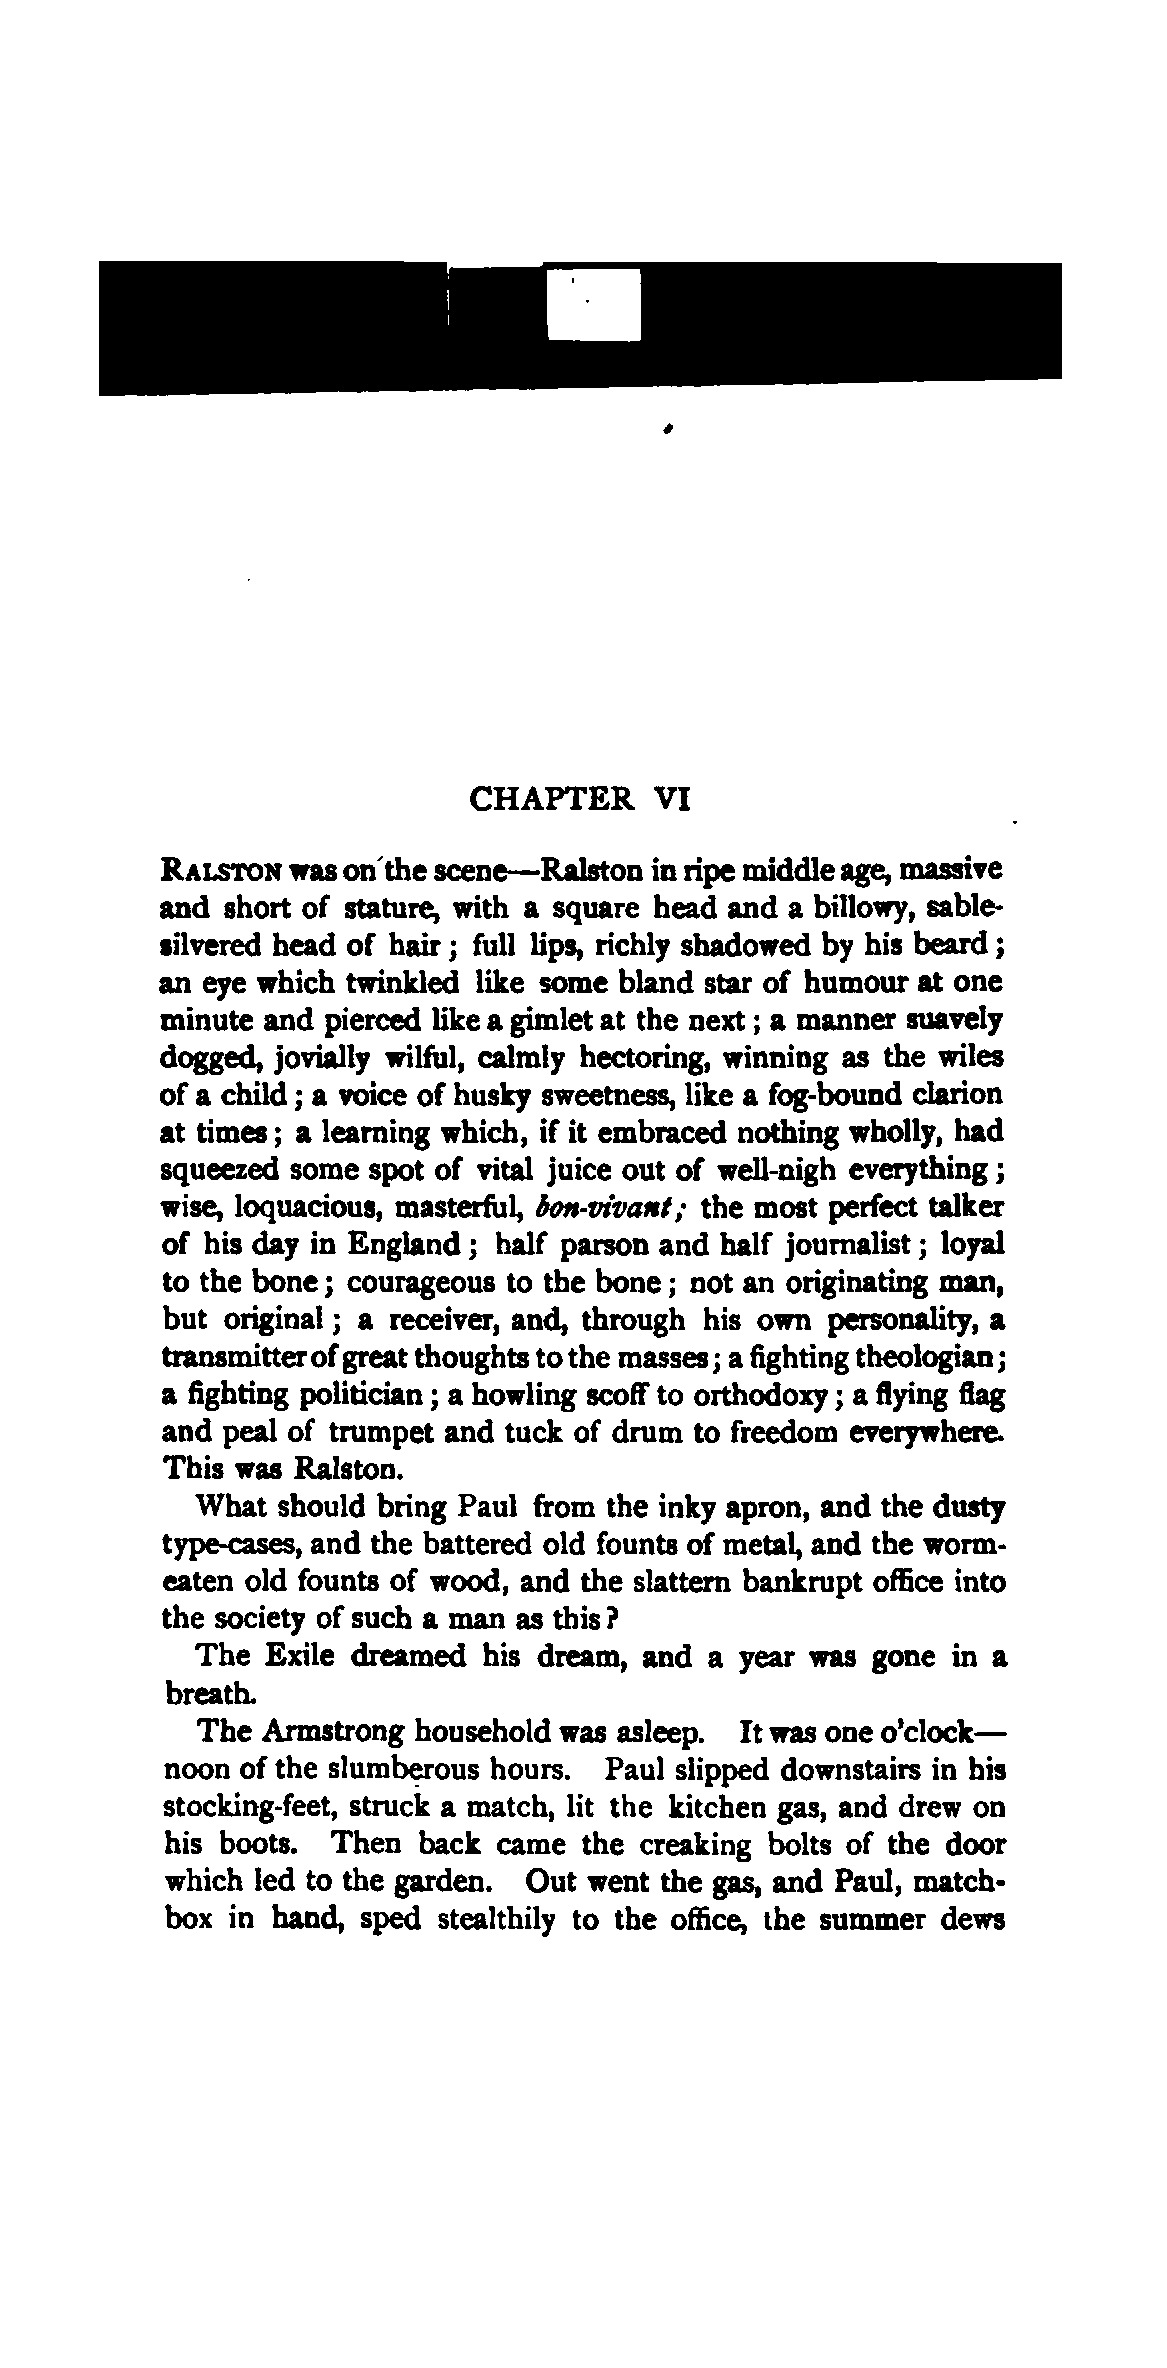 CHAPTER VI
RALSTON was on the scene—Ralston in ripe middle age, massive
and short of stature, with a square head and a billowy, sable-
silvered head of hair; full lips, richly shadowed by his beard;
an eye which twinkled like some bland star of humour at one
minute and pierced like a gimlet at the next; a manner suavely
dogged, jovially wilful, calmly hectoring, winning as the wiles
of a child; a voice of husky sweetness, like a fog-bound clarion
at times; a learning which, if it embraced nothing wholly, had
squeezed some spot of vital juice out of well-nigh everything;
wise, loquacious, masterful, bon-vivant; the most perfect talker
of his day in England; half parson and half journalist; loyal
to the bone; courageous to the bone; not an originating man,
but original; a receiver, and, through his own personality, a
transmitter of great thoughts to the masses; a fighting theologian;
a fighting politician; a howling scoff to orthodoxy; a flying flag
and peal of trumpet and tuck of drum to freedom everywhere.
This was Ralston.
What should bring Paul from the inky apron, and the dusty
type-cases, and the battered old founts of metal, and the worm-
eaten old founts of wood, and the slattern bankrupt office into
the society of such a man as this?
The Exile dreamed his dream, and a year was gone in a
breath.
The Armstrong household was asleep. It was one o'clock—
noon of the slumberous hours. Paul slipped downstairs in his
stocking-feet, struck a match, lit the kitchen gas, and drew on
his boots. Then back came the creaking bolts of the door
which led to the garden. Out went the gas, and Paul, match-
box in hand, sped stealthily to the office, the summer dews